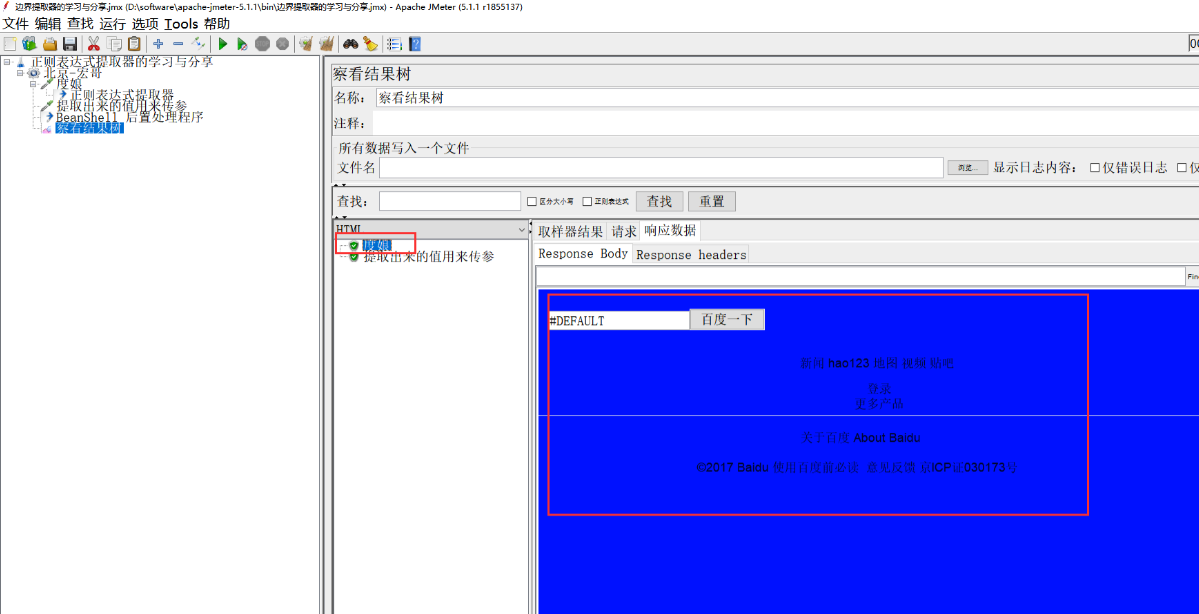 边界提取器的学习与分享.jmx (D:\software\apache-jmeter-5.1.1\bin\边界提取器的学习与分享.jmx) - Apache JMeter (5.1.1 r1855137)
文件 编辑 查找 运行 选项 Tools 帮助
正则表达式提取器的学习与分享
北京-宏哥
度娘
正则表达式提取器
提取出来的值用来传参
BeanShell 后置处理程序
察看结果树
察看结果树
名称: 察看结果树
注释:
所有数据写入一个文件
文件名 浏览... 显示日志内容: 仅错误日志 仅
查找: 区分大小写 正则表达式 查找 重置
HTML
度娘
提取出来的值用来传参
取样器结果 请求 响应数据
Response Body Response headers
Fin
#DEFAULT 百度一下
新闻 hao123 地图 视频 贴吧
登录
更多产品
关于百度 About Baidu
©2017 Baidu 使用百度前必读 意见反馈 京ICP证030173号